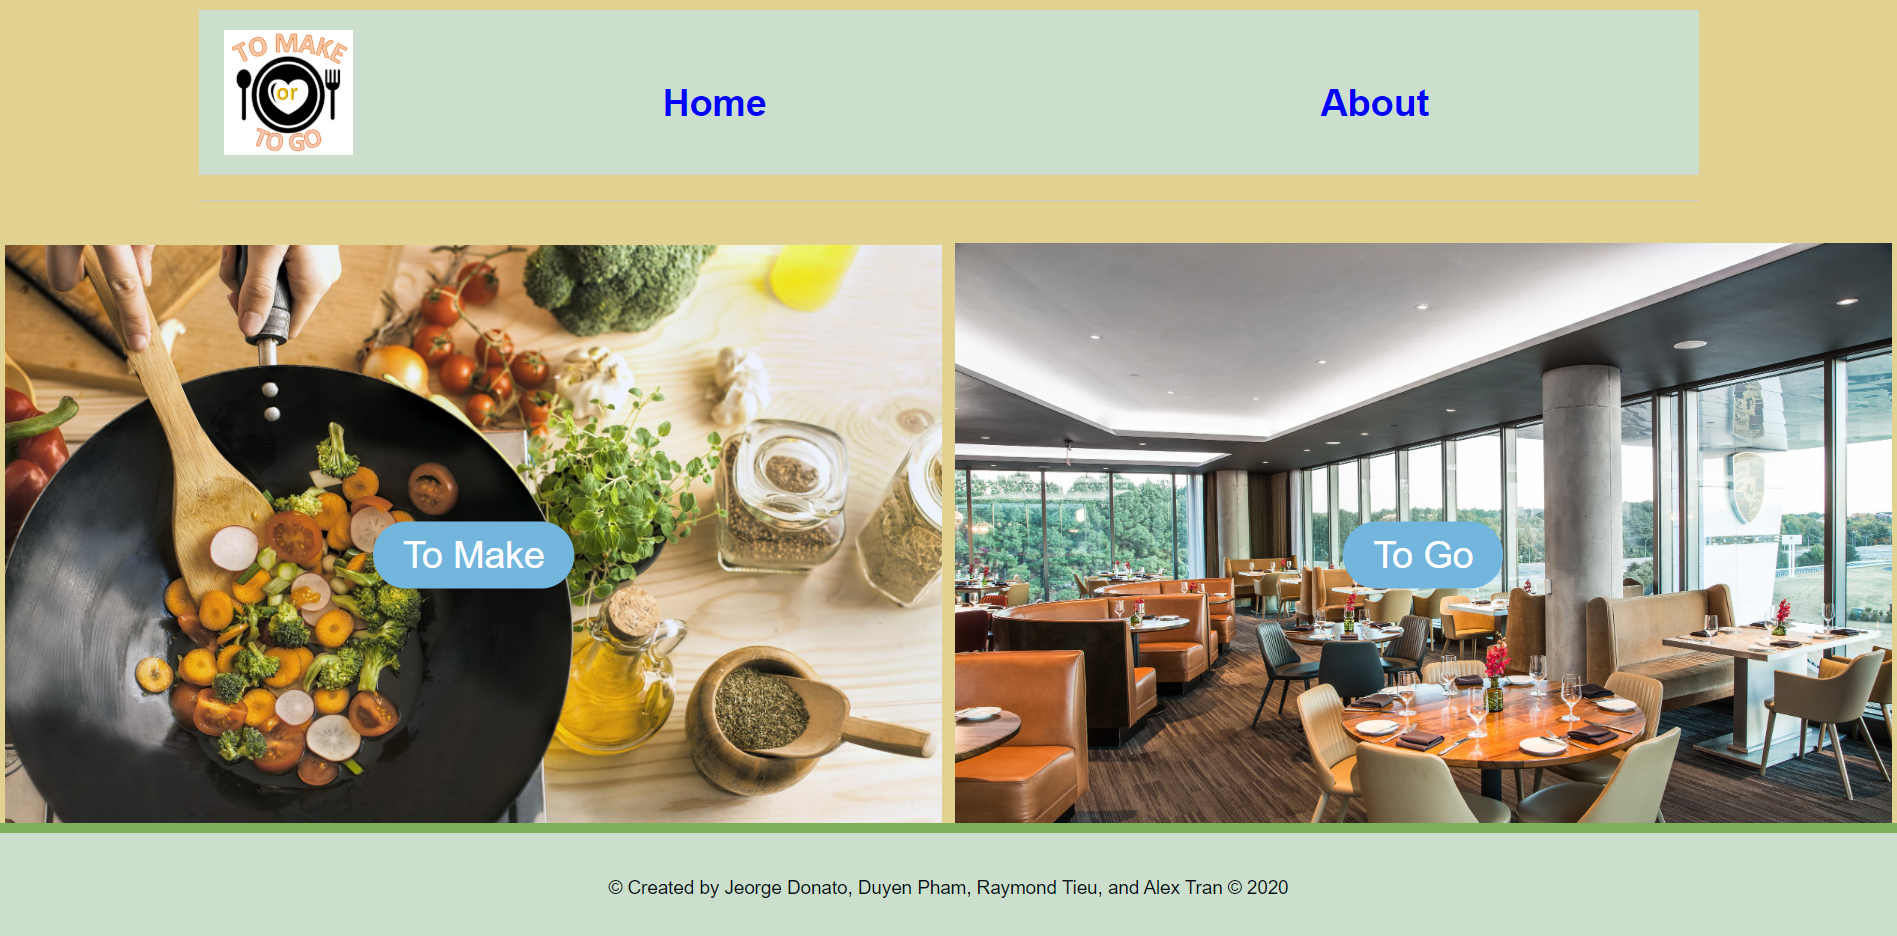 TO MAKE
or
TO GO
Home
About
To Make
To Go
© Created by Jeorge Donato, Duyen Pham, Raymond Tieu, and Alex Tran © 2020